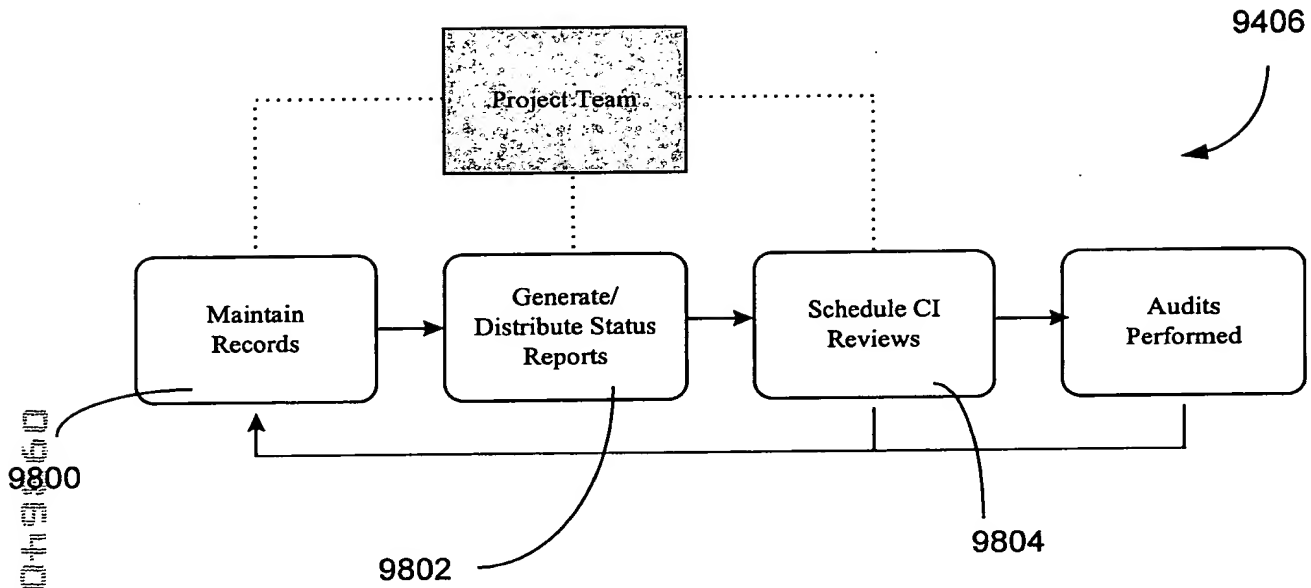 9406
Project Team
Maintain
Records
Generate/
Distribute Status
Reports
Schedule CI
Reviews
Audits
Performed
9800
9802
9804